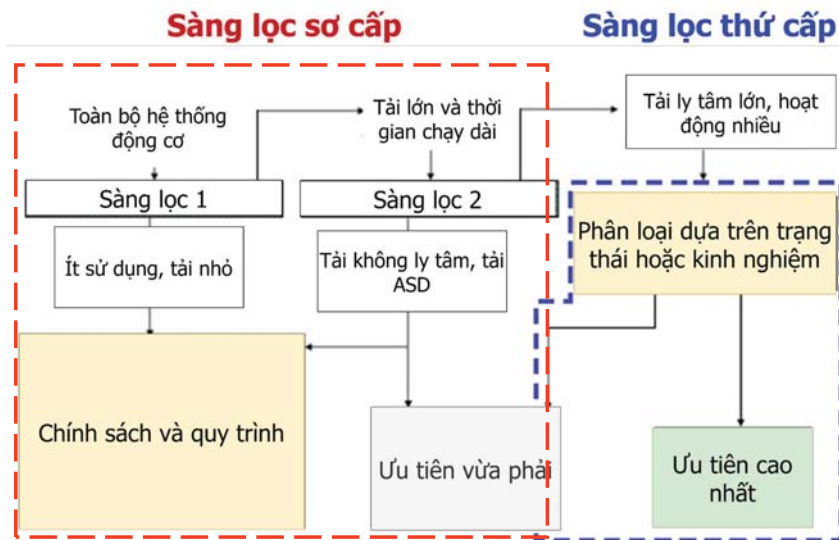 Sàng lọc sơ cấp
Sàng lọc thứ cấp
Toàn bộ hệ thống
động cơ
Tải lớn và thời
gian chạy dài
Tải ly tâm lớn, hoạt
động nhiều
Sàng lọc 1
Sàng lọc 2
Phân loại dựa trên trạng
thái hoặc kinh nghiệm
Ít sử dụng, tải nhỏ
Tải không ly tâm, tải
ASD
Chính sách và quy trình
Ưu tiên vừa phải
Ưu tiên cao
nhất